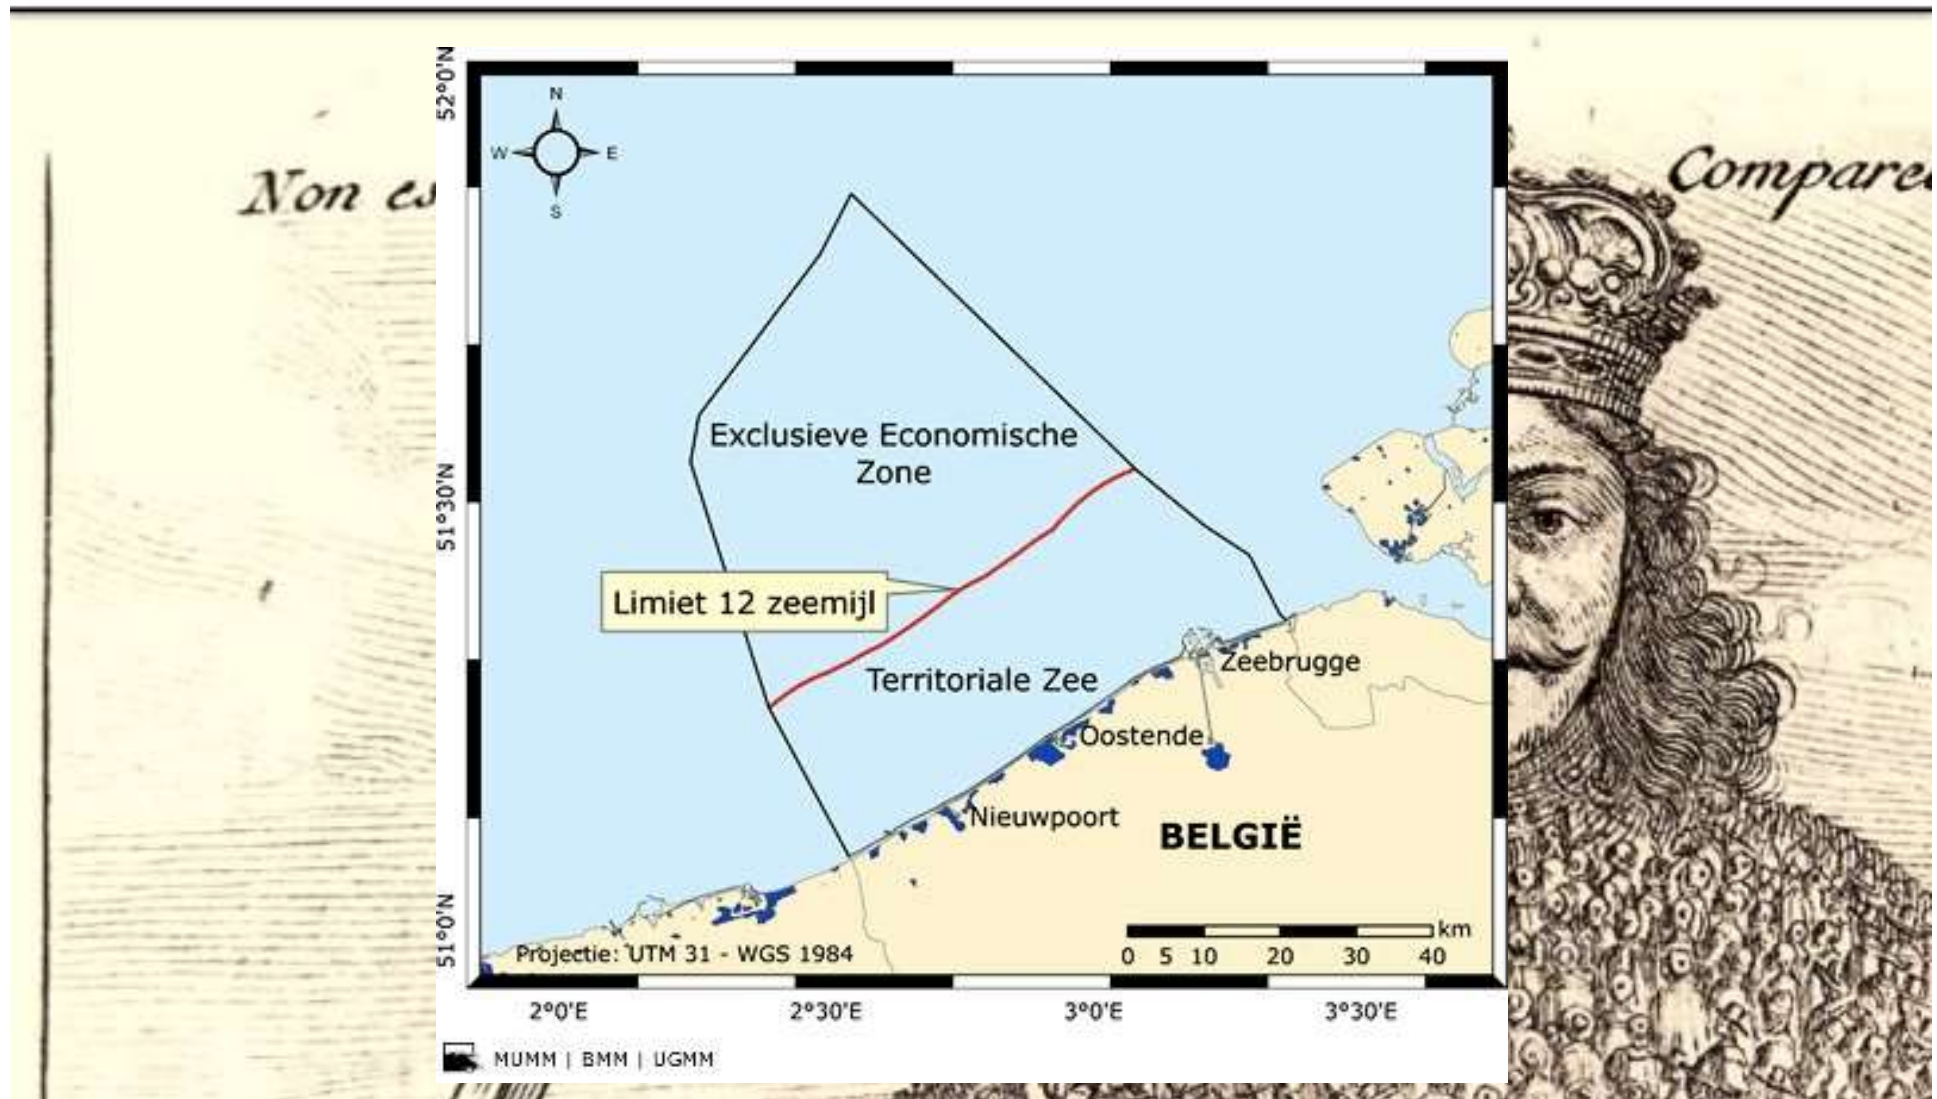 Non es
Compare
52°0'N
N
W
E
S
Exclusieve Economische
Zone
51°30'N
Limiet 12 zeemijl
Territoriale Zee
Zeebrugge
Oostende
Nieuwpoort
BELGIË
51°0'N
Projectie: UTM 31 - WGS 1984
km
0 5 10 20 30 40
2°0'E 2°30'E 3°0'E 3°30'E
MUMM | BMM | UGMM